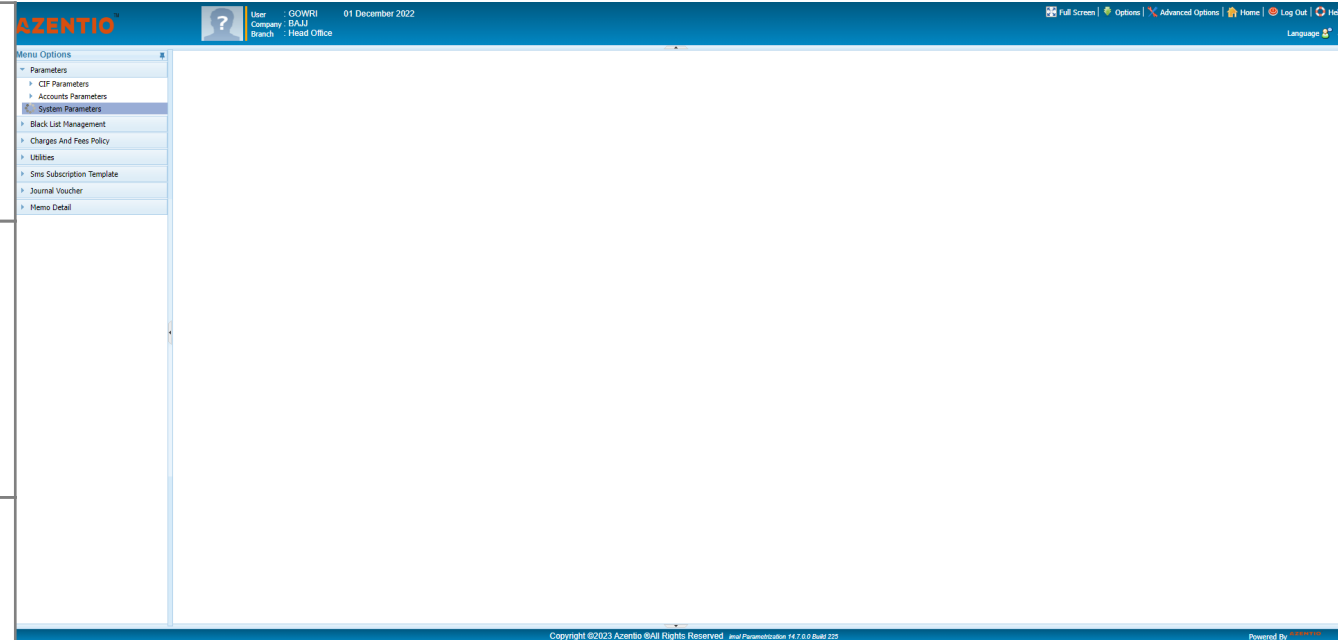 AZENTIO™
User : GOWRI 01 December 2022
Company : BAJJ
Branch : Head Office
Full Screen | Options | Advanced Options | Home | Log Out | He
Language
Menu Options
Parameters
CIF Parameters
Accounts Parameters
System Parameters
Black List Management
Charges And Fees Policy
Utilities
Sms Subscription Template
Journal Voucher
Memo Detail
Copyright ©2023 Azentio ®All Rights Reserved imal Parametrization 14.7.0.0 Build 225
Powered By AZENTIO